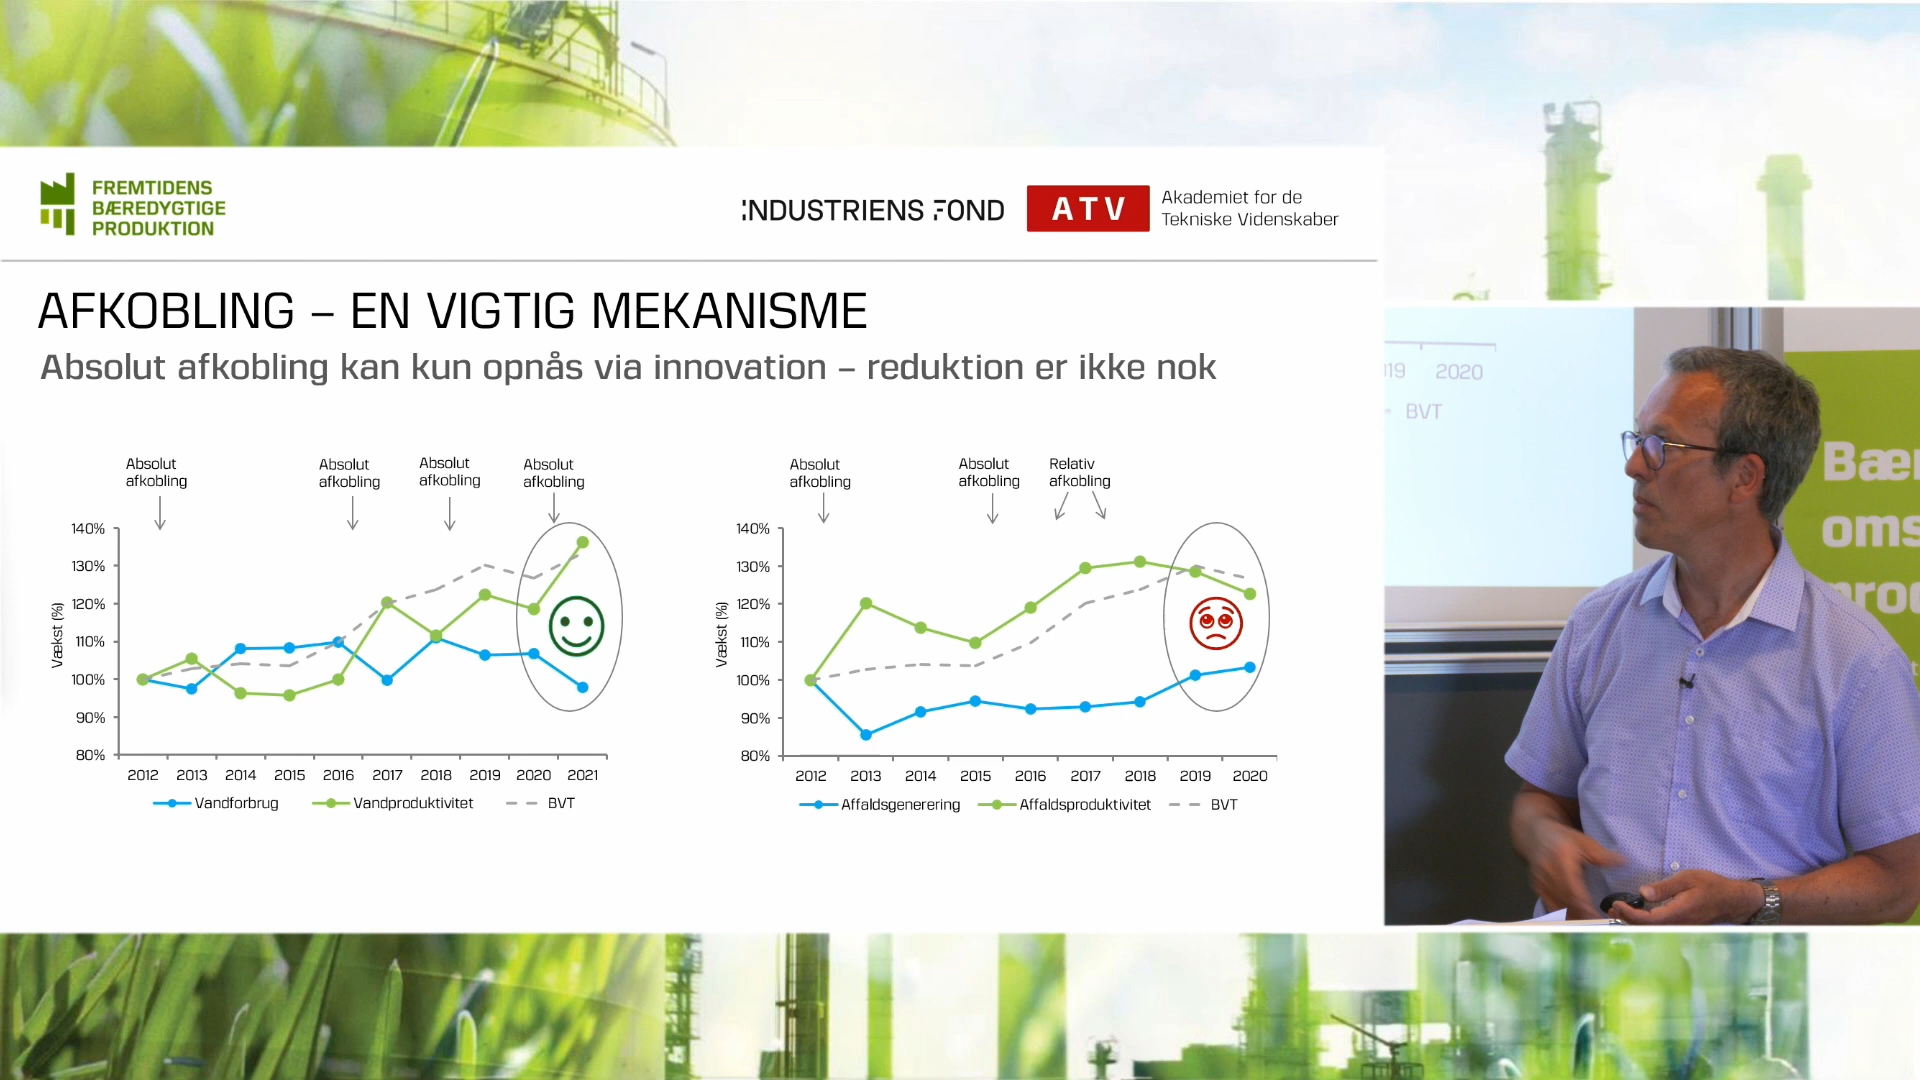 FREMTIDENS
BÆREDYGTIGE
PRODUKTION
INDUSTRIENS FOND
ATV
Akademiet for de
Tekniske Videnskaber
AFKOBLING – EN VIGTIG MEKANISME
Absolut afkobling kan kun opnås via innovation – reduktion er ikke nok
Absolut
afkobling
Absolut
afkobling
Absolut
afkobling
Absolut
afkobling
140%
130%
120%
110%
100%
90%
80%
Vækst (%)
2012 2013 2014 2015 2016 2017 2018 2019 2020 2021
Vandforbrug Vandproduktivitet BVT
Absolut
afkobling
Absolut
afkobling
Relativ
afkobling
140%
130%
120%
110%
100%
90%
80%
Vækst (%)
2012 2013 2014 2015 2016 2017 2018 2019 2020
Affaldsgenerering Affaldsproduktivitet BVT
19 2020
BVT
Bær
oms
prod